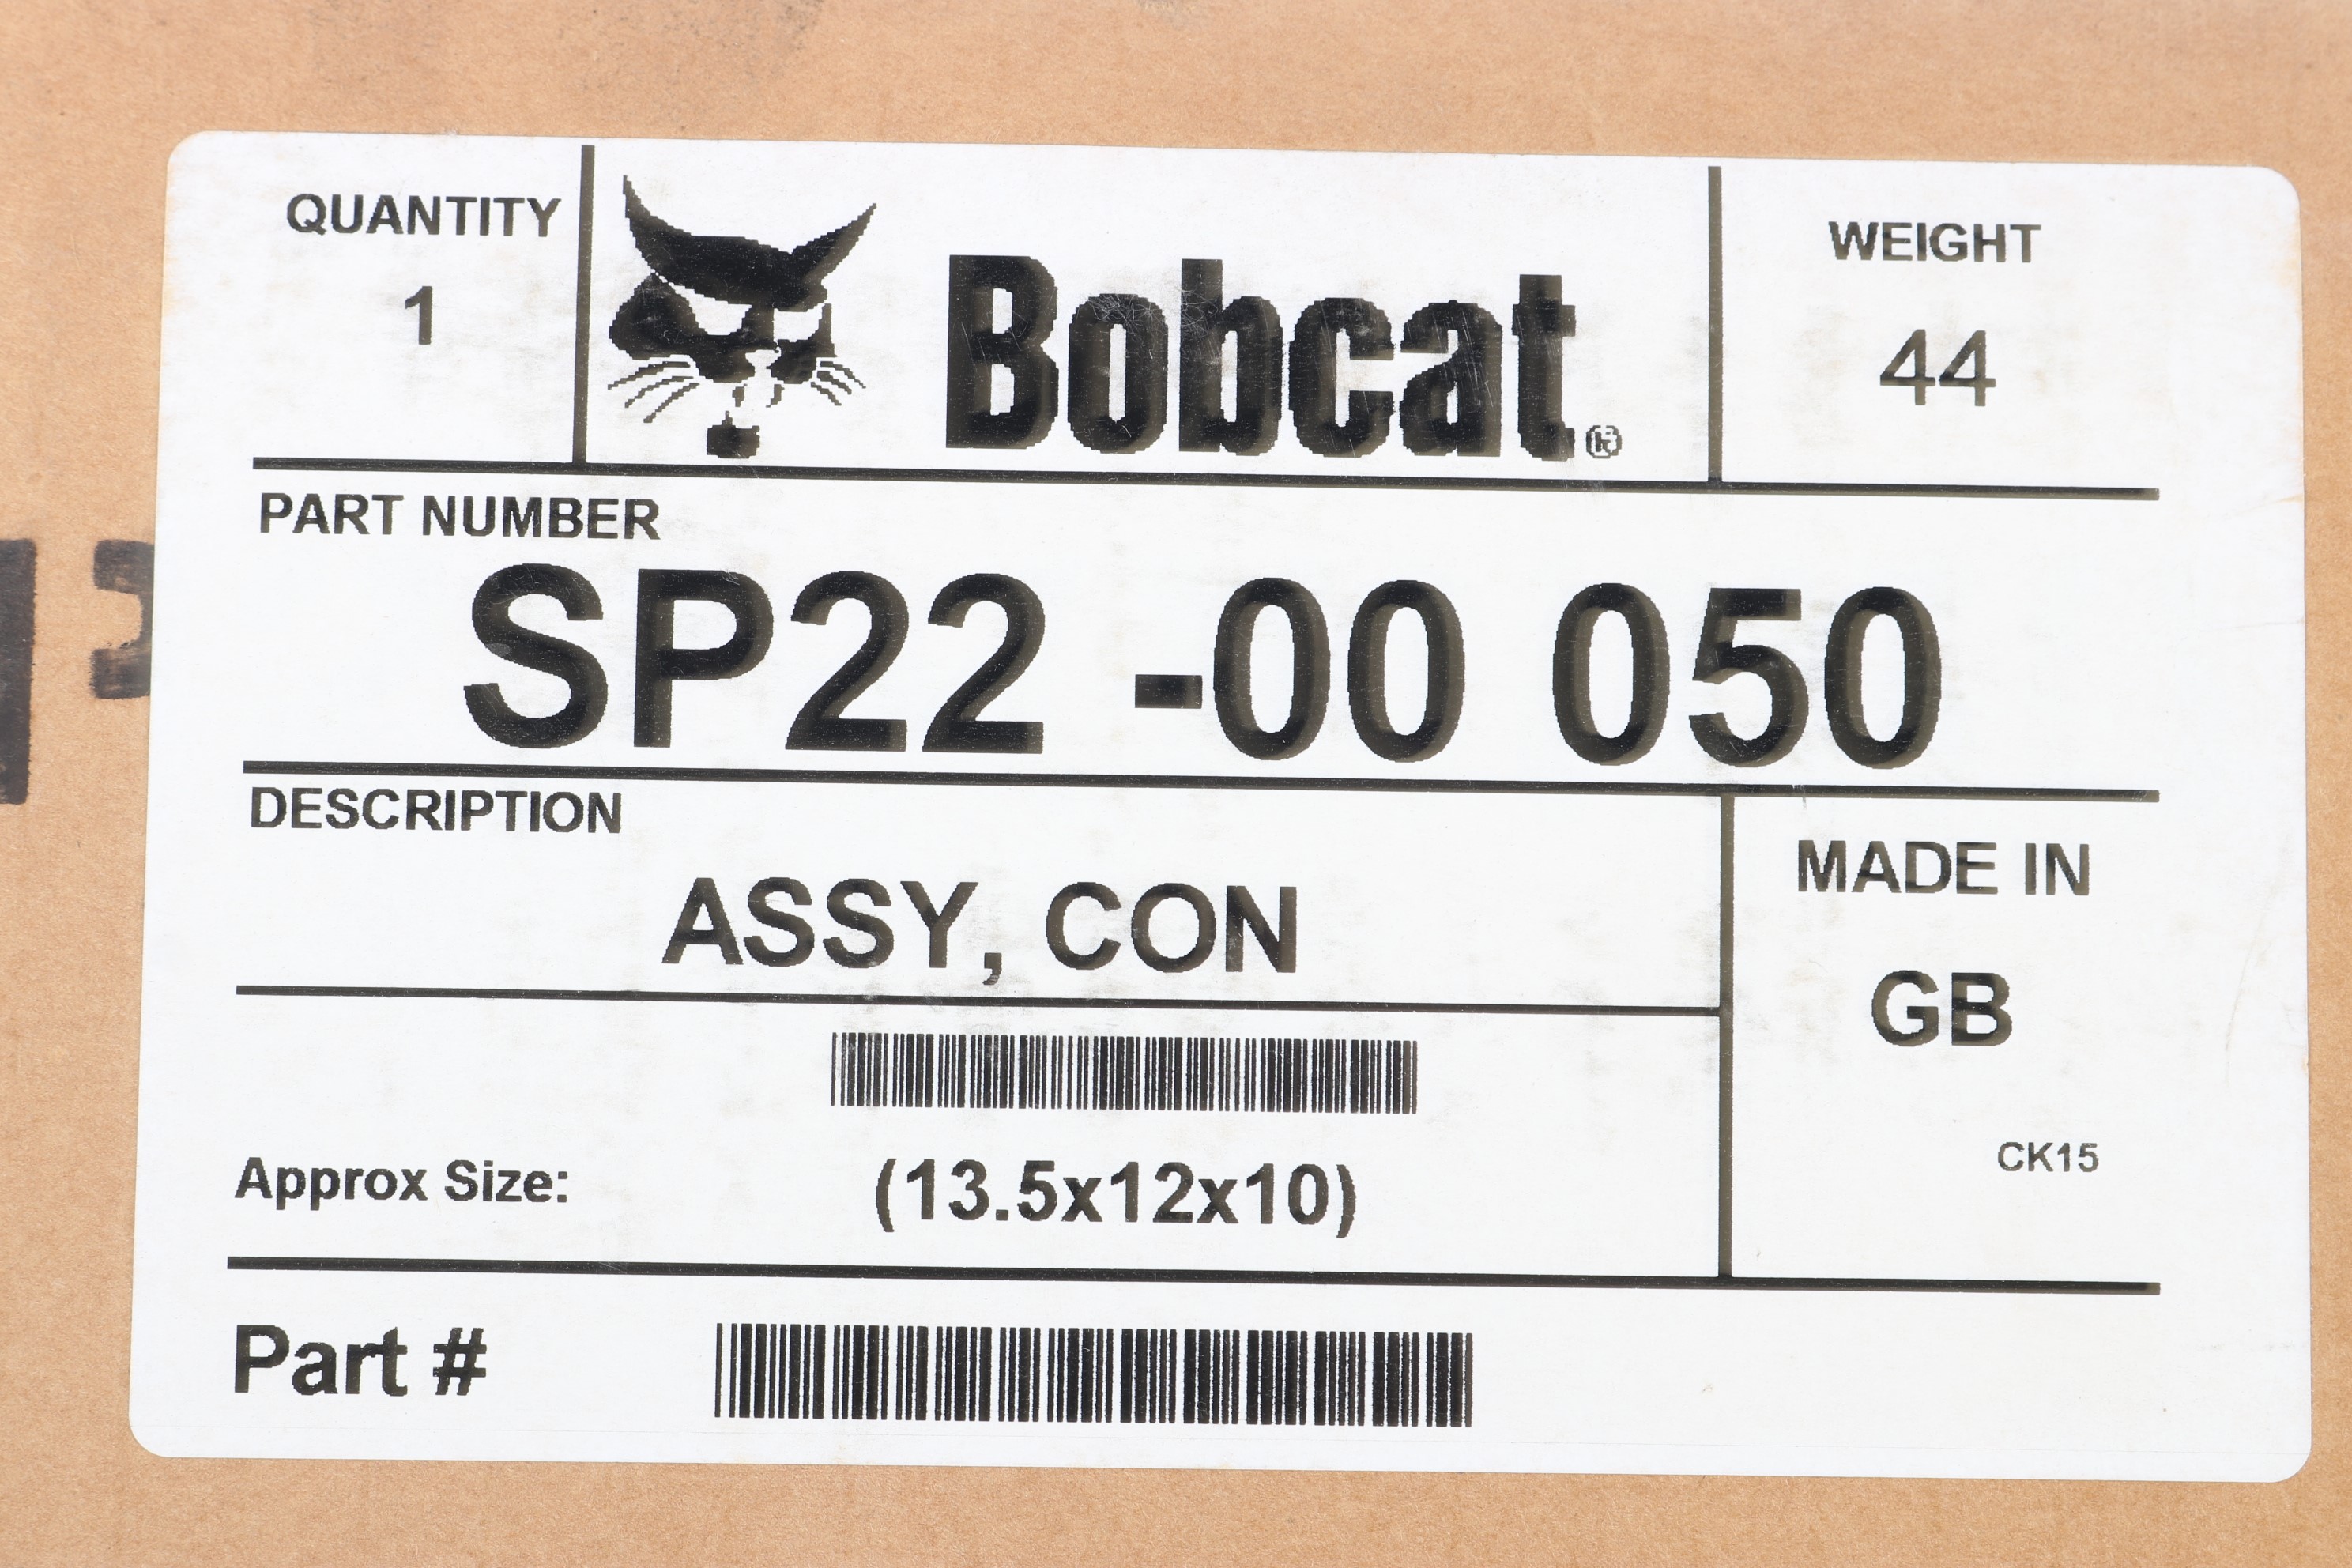 QUANTITY
1
Bobcat®
WEIGHT
44
PART NUMBER
SP22 -00 050
DESCRIPTION
ASSY, CON
MADE IN
GB
CK15
Approx Size: (13.5x12x10)
Part #